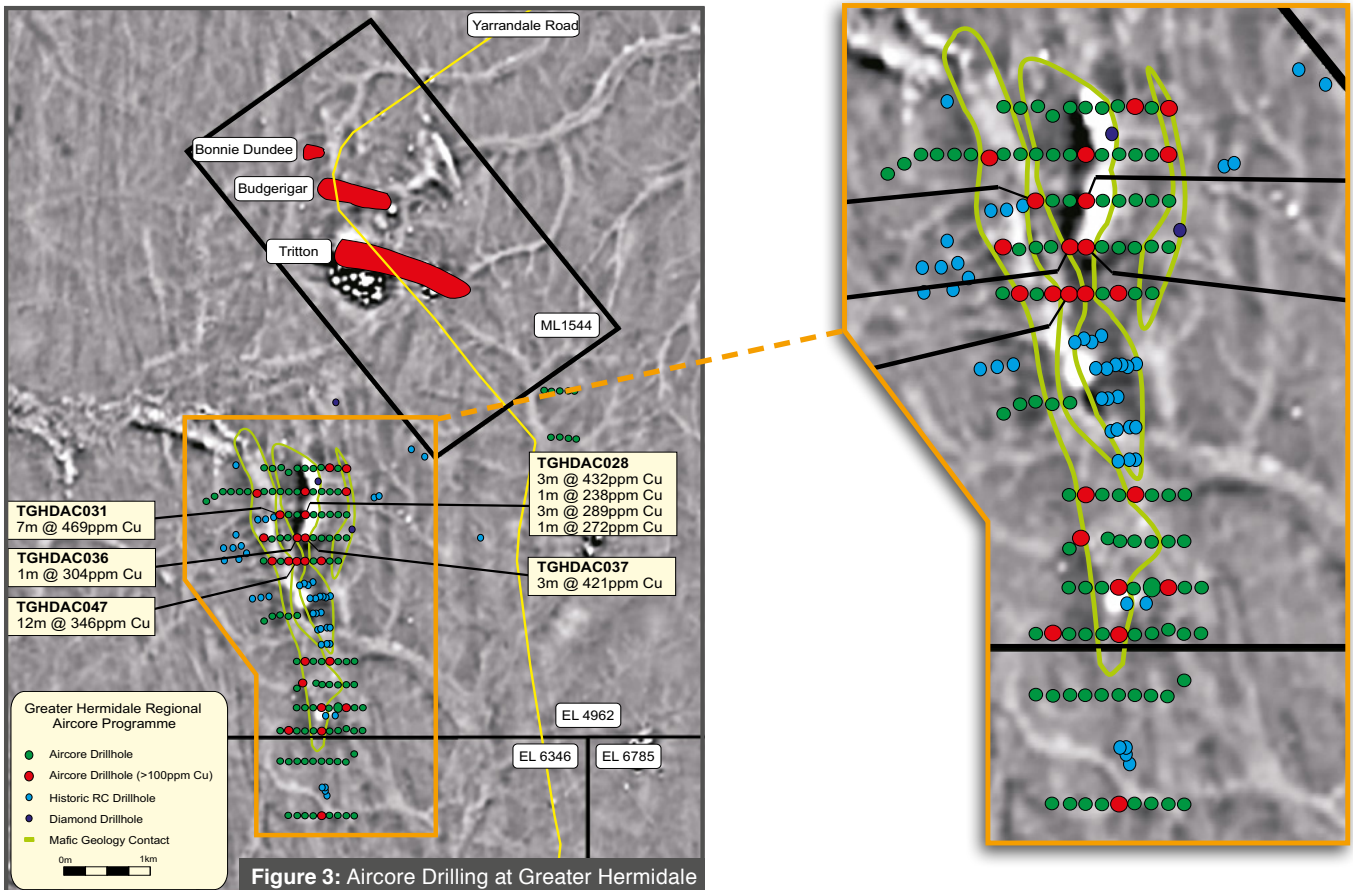 Yarrandale Road
Bonnie Dundee
Budgerigar
Tritton
ML1544
TGHDAC028
3m @ 432ppm Cu
1m @ 238ppm Cu
3m @ 289ppm Cu
1m @ 272ppm Cu
TGHDAC031
7m @ 469ppm Cu
TGHDAC036
1m @ 304ppm Cu
TGHDAC037
3m @ 421ppm Cu
TGHDAC047
12m @ 346ppm Cu
EL 4962
EL 6346
EL 6785
Greater Hermidale Regional
Aircore Programme
Aircore Drillhole
Aircore Drillhole (>100ppm Cu)
Historic RC Drillhole
Diamond Drillhole
Mafic Geology Contact
0m 1km
Figure 3: Aircore Drilling at Greater Hermidale